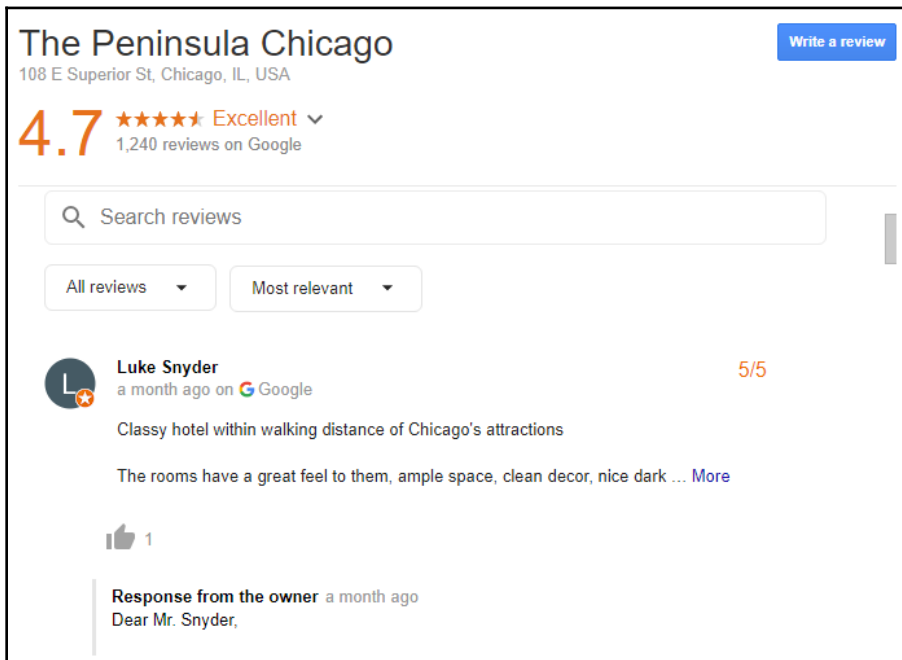 The Peninsula Chicago
Write a review
108 E Superior St, Chicago, IL, USA
4.7 Excellent
1,240 reviews on Google
Search reviews
All reviews
Most relevant
L
Luke Snyder
5/5
a month ago on Google
Classy hotel within walking distance of Chicago's attractions
The rooms have a great feel to them, ample space, clean decor, nice dark ... More
1
Response from the owner a month ago
Dear Mr. Snyder,